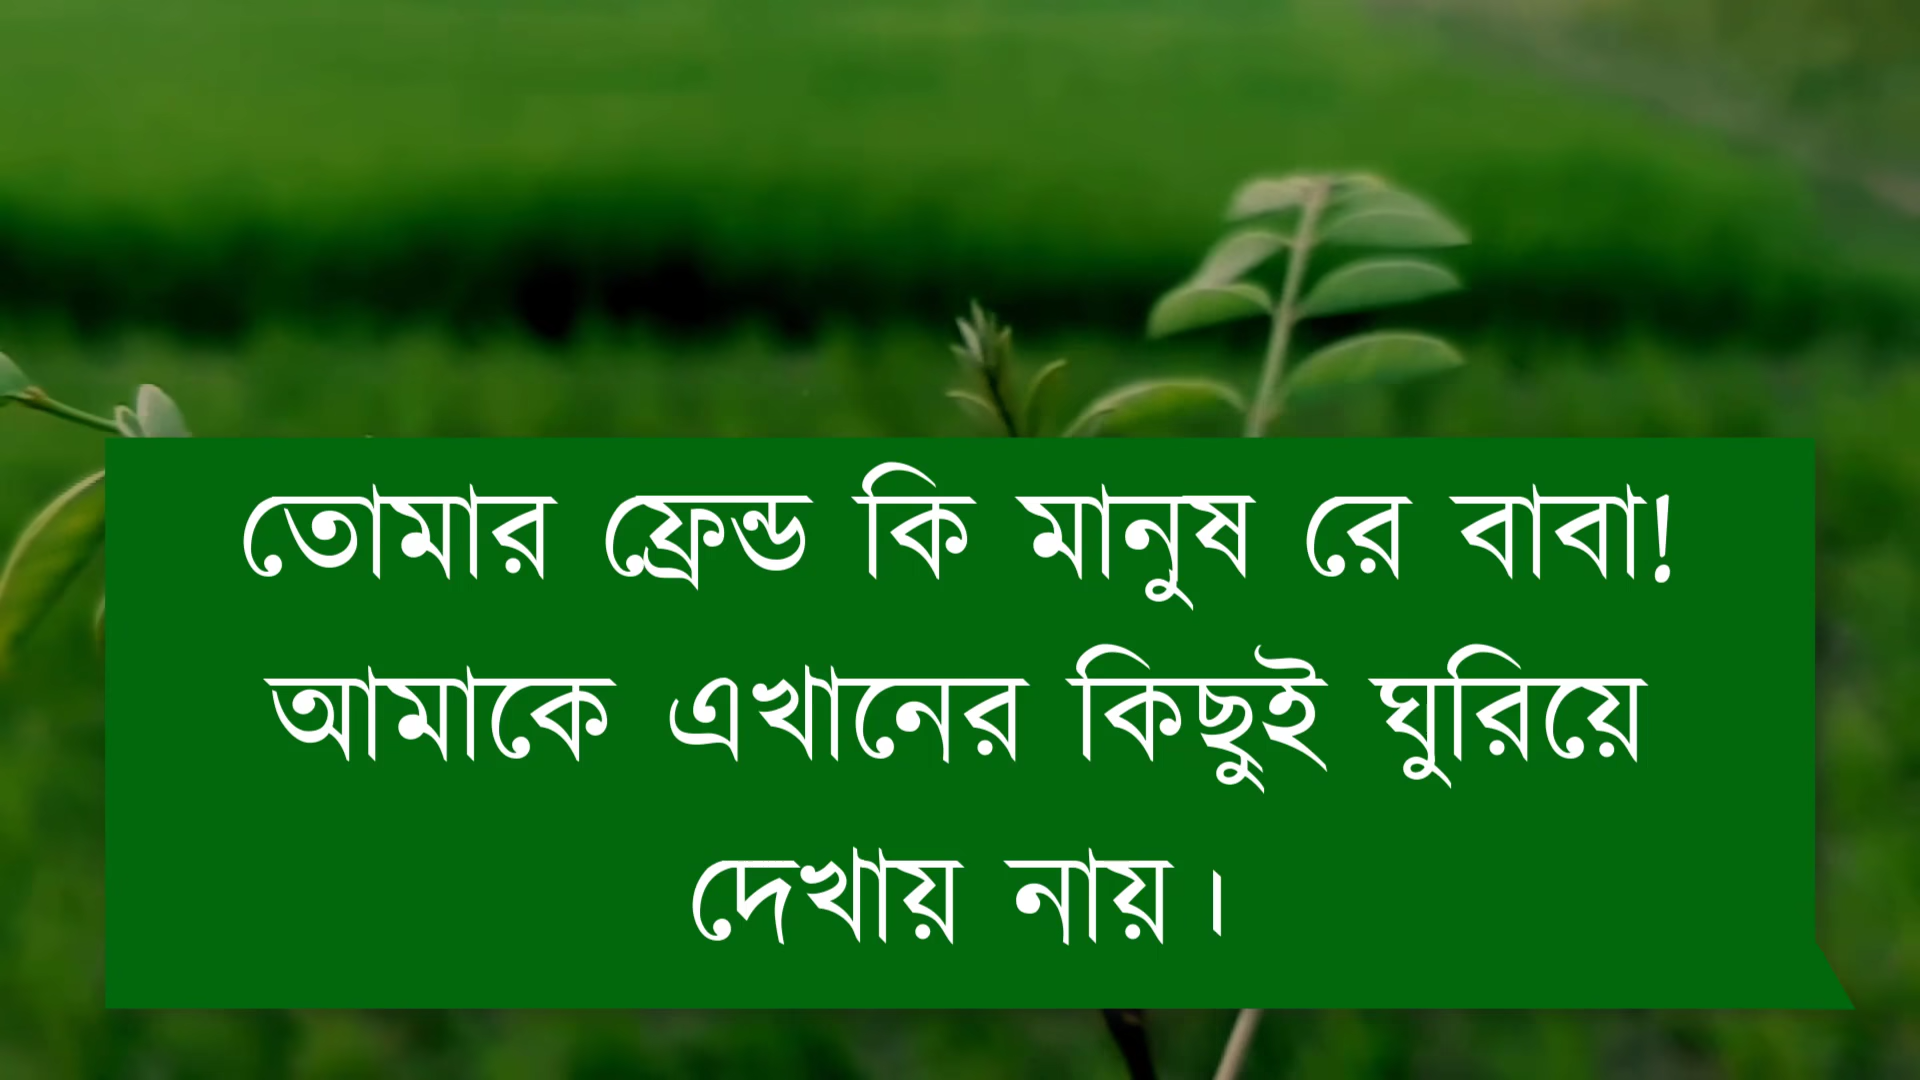 তোমার ফ্রেন্ড কি মানুষ রে বাবা!
আমাকে এখানের কিছুই ঘুরিয়ে
দেখায় নায়।